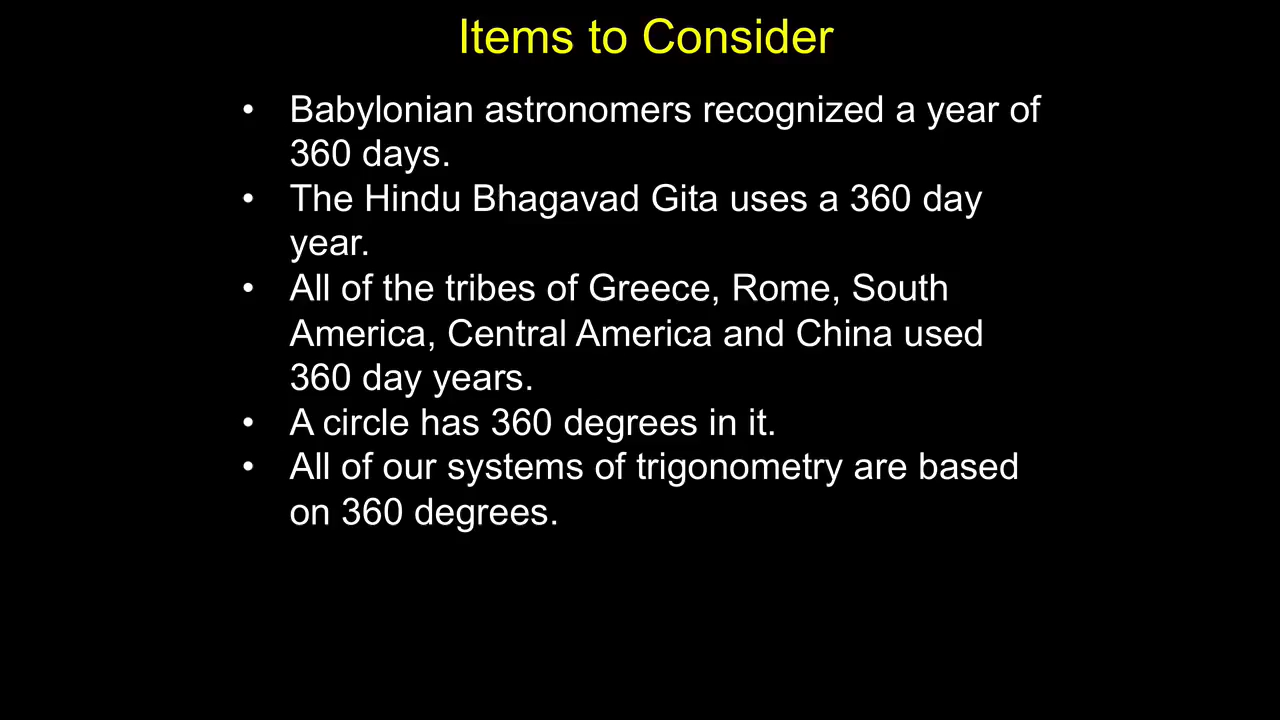 Items to Consider
• Babylonian astronomers recognized a year of
360 days.
• The Hindu Bhagavad Gita uses a 360 day
year.
• All of the tribes of Greece, Rome, South
America, Central America and China used
360 day years.
• A circle has 360 degrees in it.
• All of our systems of trigonometry are based
on 360 degrees.